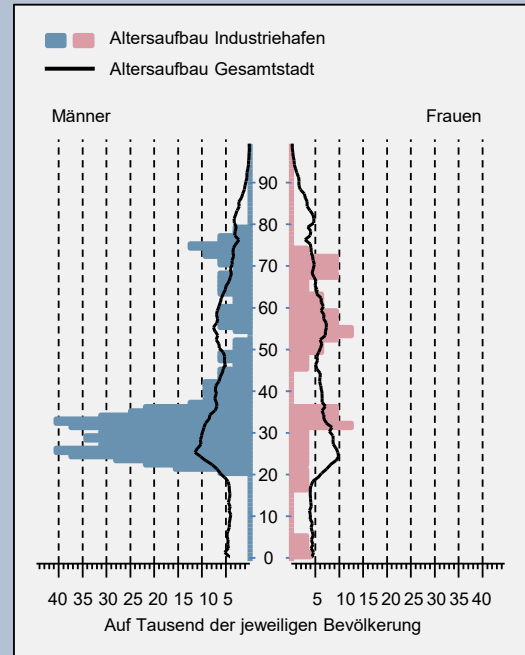 Altersaufbau Industriehafen
Altersaufbau Gesamtstadt
Männer Frauen
90
80
70
60
50
40
30
20
10
0
40 35 30 25 20 15 10 5 5 10 15 20 25 30 35 40
Auf Tausend der jeweiligen Bevölkerung